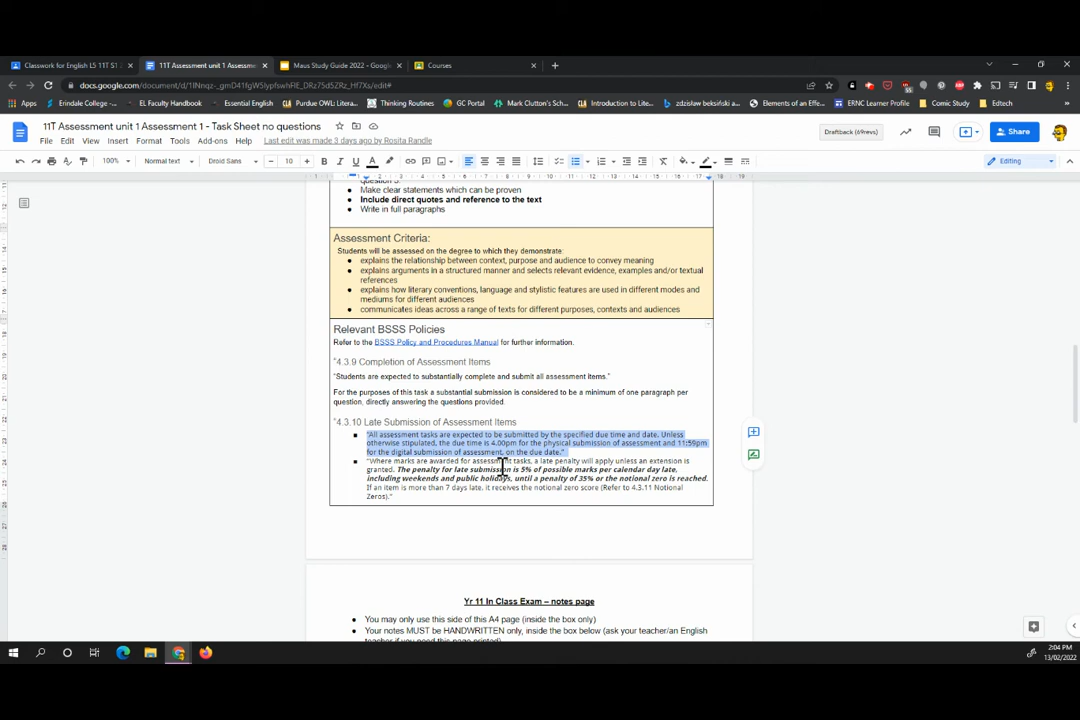 Classwork for English L5 11T S1
11T Assessment unit 1 Assessm
Maus Study Guide 2022 - Google
Courses
Apps
Erindale College -...
EL Faculty Handbook
Essential English
Purdue OWL| Litera...
Thinking Routines
GC Portal
Mark Clutton's Sch...
Introduction to Lite...
zdzisław beksiński a...
Elements of an Effe...
ERNC Learner Profile
Comic Study
Edtech
11T Assessment unit 1 Assessment 1 - Task Sheet no questions
File Edit View Insert Format Tools Add-ons Help Last edit was made 3 days ago by Rosita Randle
Draftback (69revs)
Share
100%
Normal text
Droid Sans
10
Editing
Make clear statements which can be proven
Include direct quotes and reference to the text
Write in full paragraphs
Assessment Criteria:
Students will be assessed on the degree to which they demonstrate:
explains the relationship between context, purpose and audience to convey meaning
explains arguments in a structured manner and selects relevant evidence, examples and/or textual
references
explains how literary conventions, language and stylistic features are used in different modes and
mediums for different audiences
communicates ideas across a range of texts for different purposes, contexts and audiences
Relevant BSSS Policies
Refer to the BSSS Policy and Procedures Manual for further information.
"4.3.9 Completion of Assessment Items
"Students are expected to substantially complete and submit all assessment items."
For the purposes of this task a substantial submission is considered to be a minimum of one paragraph per
question, directly answering the questions provided.
"4.3.10 Late Submission of Assessment Items
"All assessment tasks are expected to be submitted by the specified due time and date. Unless
otherwise stipulated, the due time is 4.00pm for the physical submission of assessment and 11:59pm
for the digital submission of assessment, on the due date."
"Where marks are awarded for assessment tasks, a late penalty will apply unless an extension is
granted. The penalty for late submission is 5% of possible marks per calendar day late,
including weekends and public holidays, until a penalty of 35% or the notional zero is reached.
If an item is more than 7 days late, it receives the notional zero score (Refer to 4.3.11 Notional
Zeros)."
Yr 11 In Class Exam – notes page
You may only use this side of this A4 page (inside the box only)
Your notes MUST be HANDWRITTEN only, inside the box below (ask your teacher/an English
teacher if you need this page printed)
2:04 PM
13/02/2022